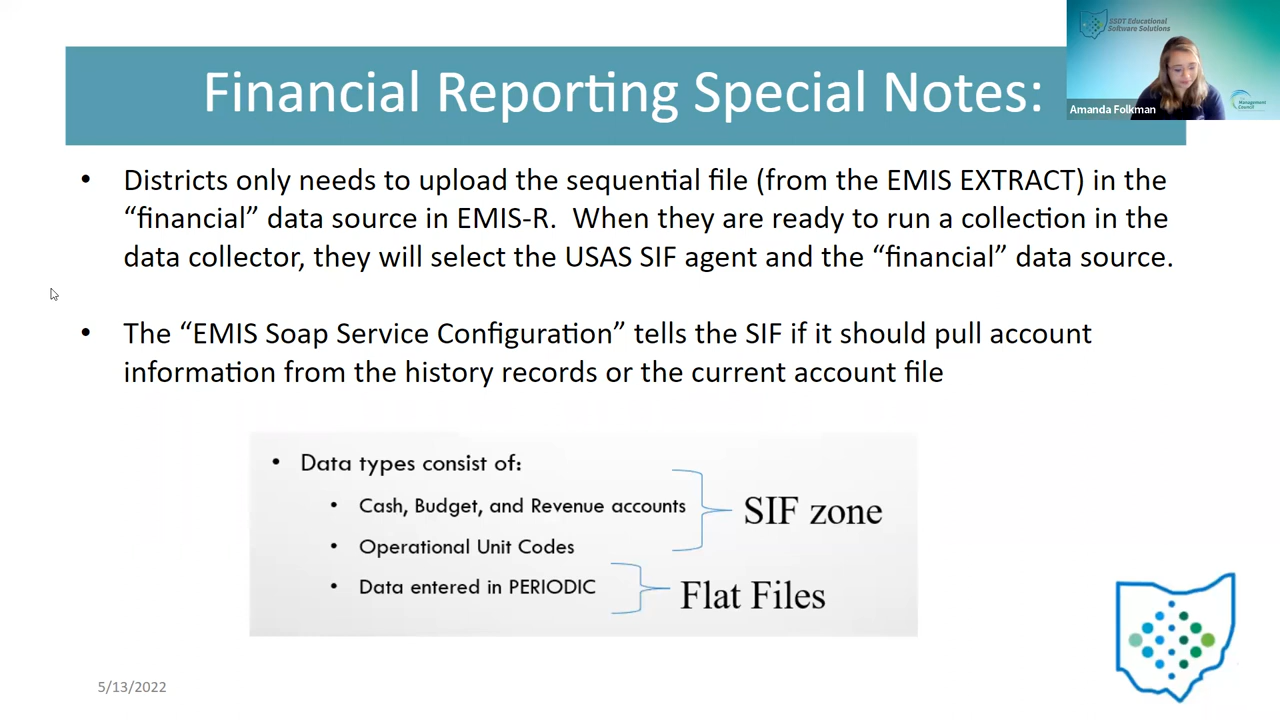 SSDT Educational
Software Solutions
Amanda Folkman
Management
Council
Financial Reporting Special Notes:
• Districts only needs to upload the sequential file (from the EMIS EXTRACT) in the
“financial” data source in EMIS-R.  When they are ready to run a collection in the
data collector, they will select the USAS SIF agent and the “financial” data source.
• The “EMIS Soap Service Configuration” tells the SIF if it should pull account
information from the history records or the current account file
• Data types consist of:
• Cash, Budget, and Revenue accounts
SIF zone
• Operational Unit Codes
• Data entered in PERIODIC
Flat Files
5/13/2022